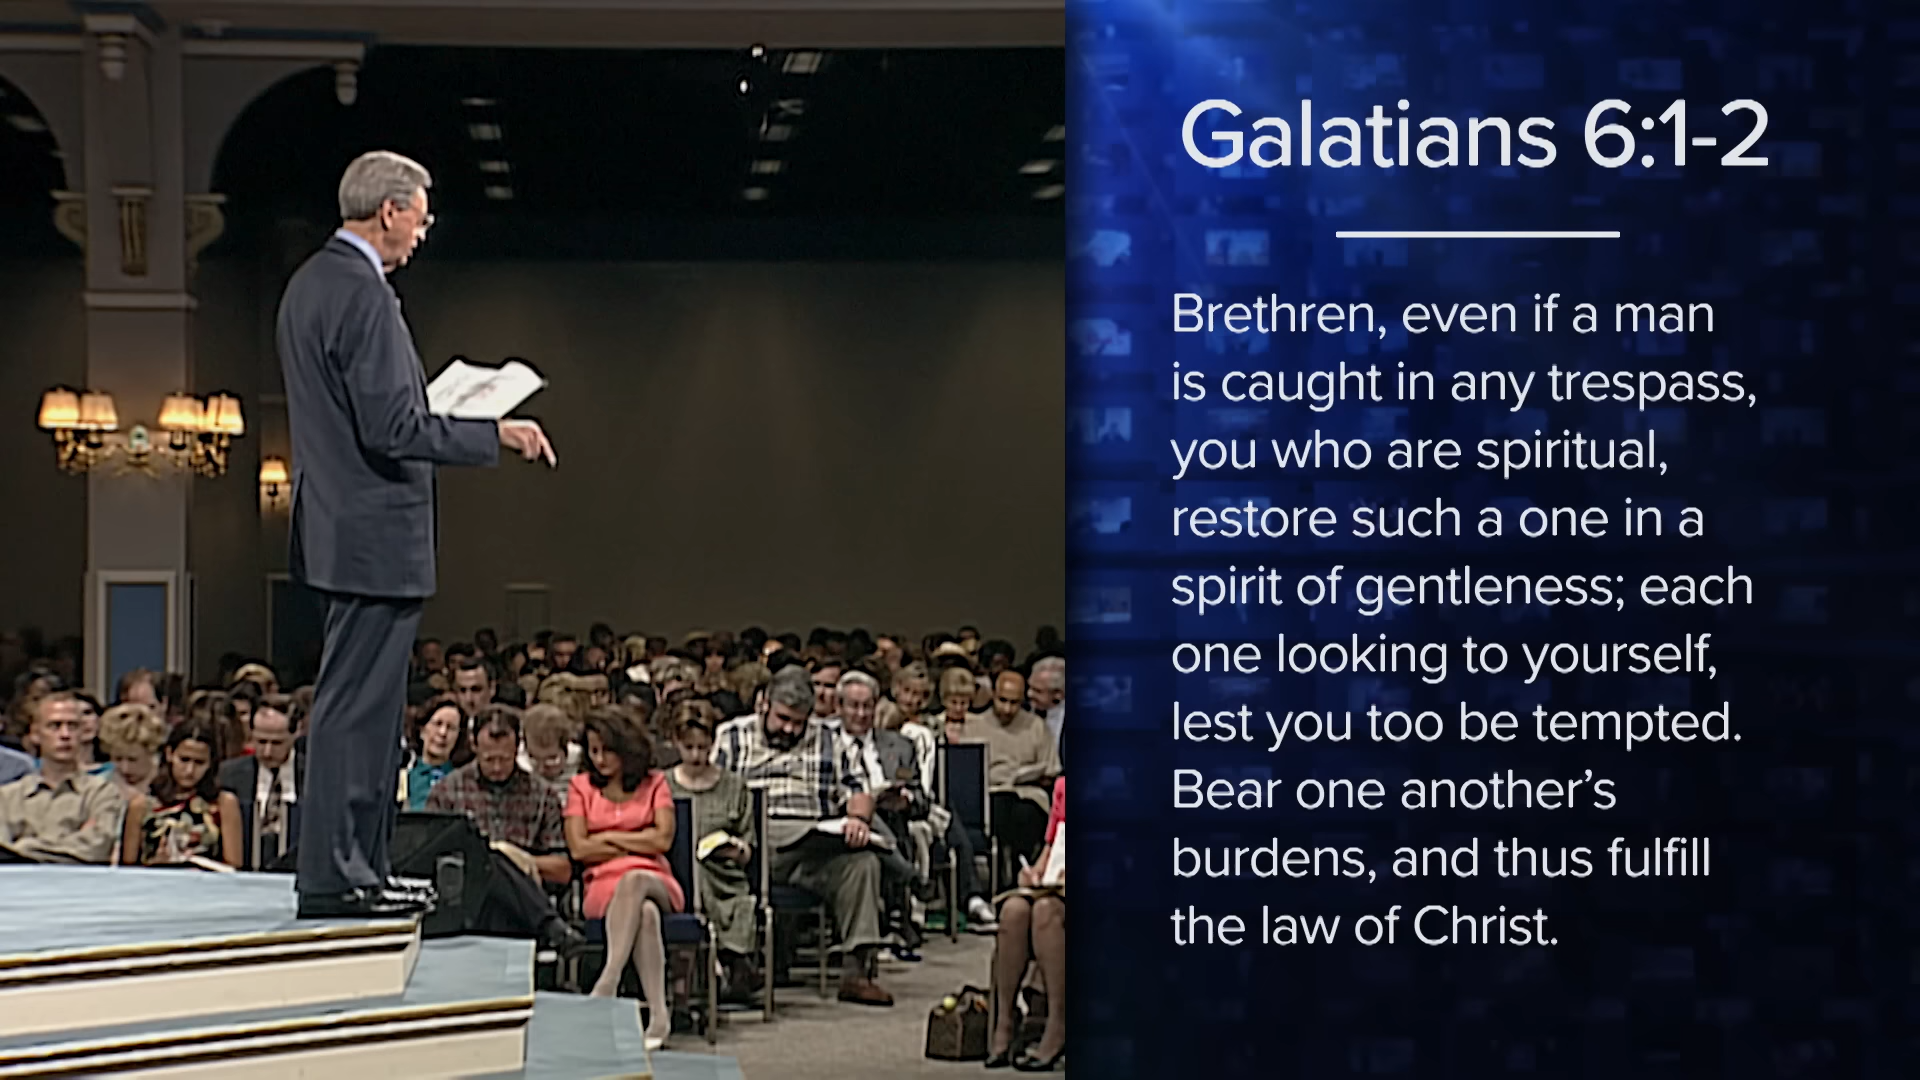 Galatians 6:1-2
Brethren, even if a man
is caught in any trespass,
you who are spiritual,
restore such a one in a
spirit of gentleness; each
one looking to yourself,
lest you too be tempted.
Bear one another’s
burdens, and thus fulfill
the law of Christ.